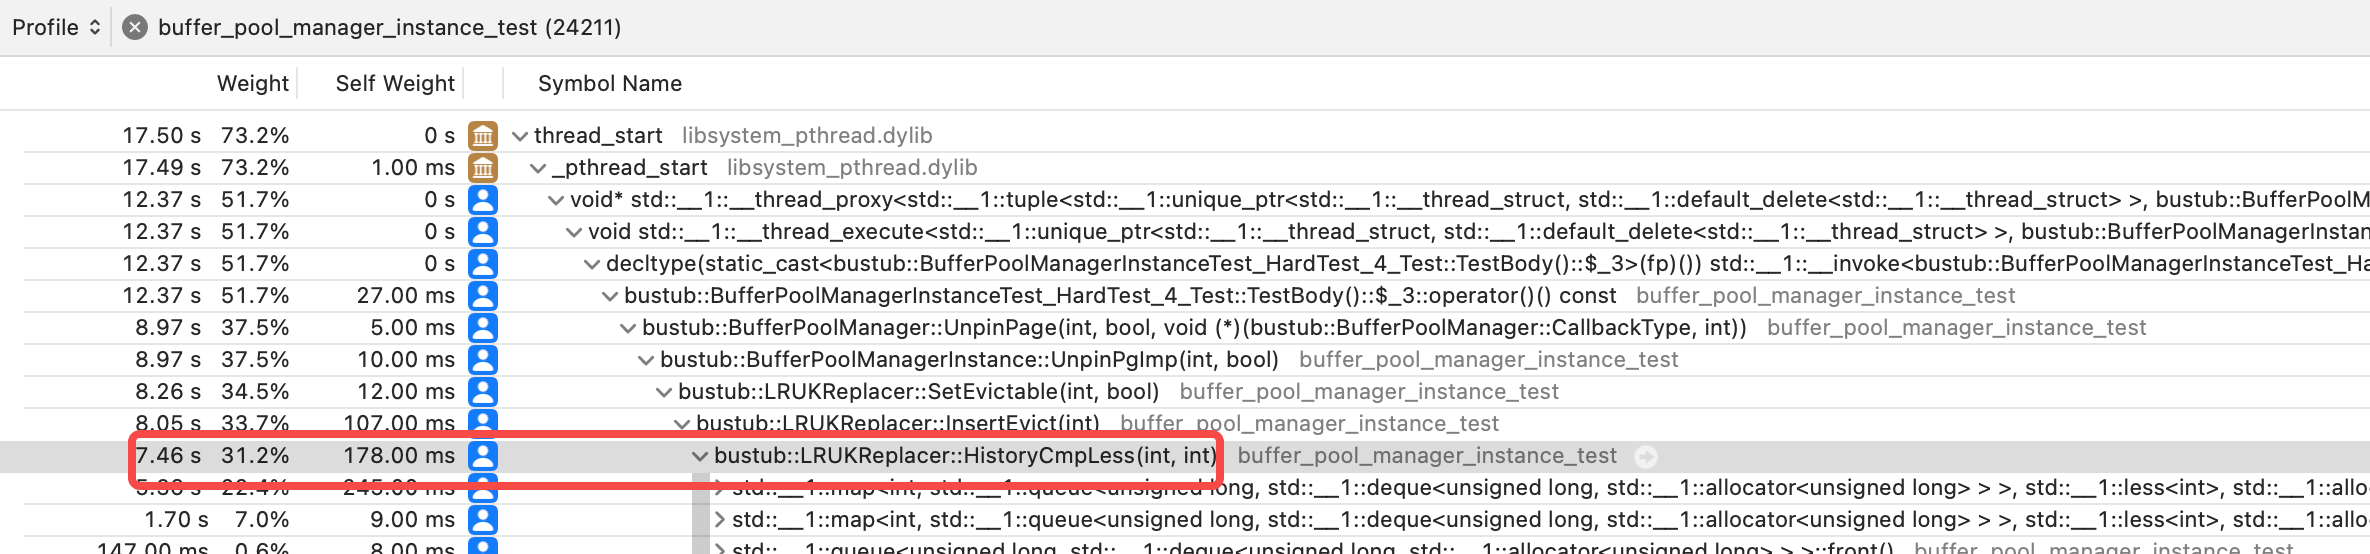 Profile buffer_pool_manager_instance_test (24211)
Weight Self Weight Symbol Name
17.50 s 73.2% 0 s thread_start libsystem_pthread.dylib
17.49 s 73.2% 1.00 ms _pthread_start libsystem_pthread.dylib
12.37 s 51.7% 0 s void* std::__1::__thread_proxy<std::__1::tuple<std::__1::unique_ptr<std::__1::__thread_struct, std::__1::default_delete<std::__1::__thread_struct> >, bustub::BufferPoolM
12.37 s 51.7% 0 s void std::__1::__thread_execute<std::__1::unique_ptr<std::__1::__thread_struct, std::__1::default_delete<std::__1::__thread_struct> >, bustub::BufferPoolManagerInstan
12.37 s 51.7% 0 s decltype(static_cast<bustub::BufferPoolManagerInstanceTest_HardTest_4_Test::TestBody()::$_3>(fp)()) std::__1::__invoke<bustub::BufferPoolManagerInstanceTest_Ha
12.37 s 51.7% 27.00 ms bustub::BufferPoolManagerInstanceTest_HardTest_4_Test::TestBody()::$_3::operator()() const buffer_pool_manager_instance_test
8.97 s 37.5% 5.00 ms bustub::BufferPoolManager::UnpinPage(int, bool, void (*)(bustub::BufferPoolManager::CallbackType, int)) buffer_pool_manager_instance_test
8.97 s 37.5% 10.00 ms bustub::BufferPoolManagerInstance::UnpinPgImp(int, bool) buffer_pool_manager_instance_test
8.26 s 34.5% 12.00 ms bustub::LRUKReplacer::SetEvictable(int, bool) buffer_pool_manager_instance_test
8.05 s 33.7% 107.00 ms bustub::LRUKReplacer::InsertEvict(int) buffer_pool_manager_instance_test
7.46 s 31.2% 178.00 ms bustub::LRUKReplacer::HistoryCmpLess(int, int) buffer_pool_manager_instance_test
22.4% 245.00 ms std::__1::map<int, std::__1::queue<unsigned long, std::__1::deque<unsigned long, std::__1::allocator<unsigned long> > >, std::__1::less<int>, std::__1::allo
1.70 s 7.0% 9.00 ms std::__1::map<int, std::__1::queue<unsigned long, std::__1::deque<unsigned long, std::__1::allocator<unsigned long> > >, std::__1::less<int>, std::__1::allo
147.00 ms 0.6% 8.00 ms std::__1::queue<unsigned long, std::__1::deque<unsigned long, std::__1::allocator<unsigned long> > >::front() buffer_pool_manager_instance_test